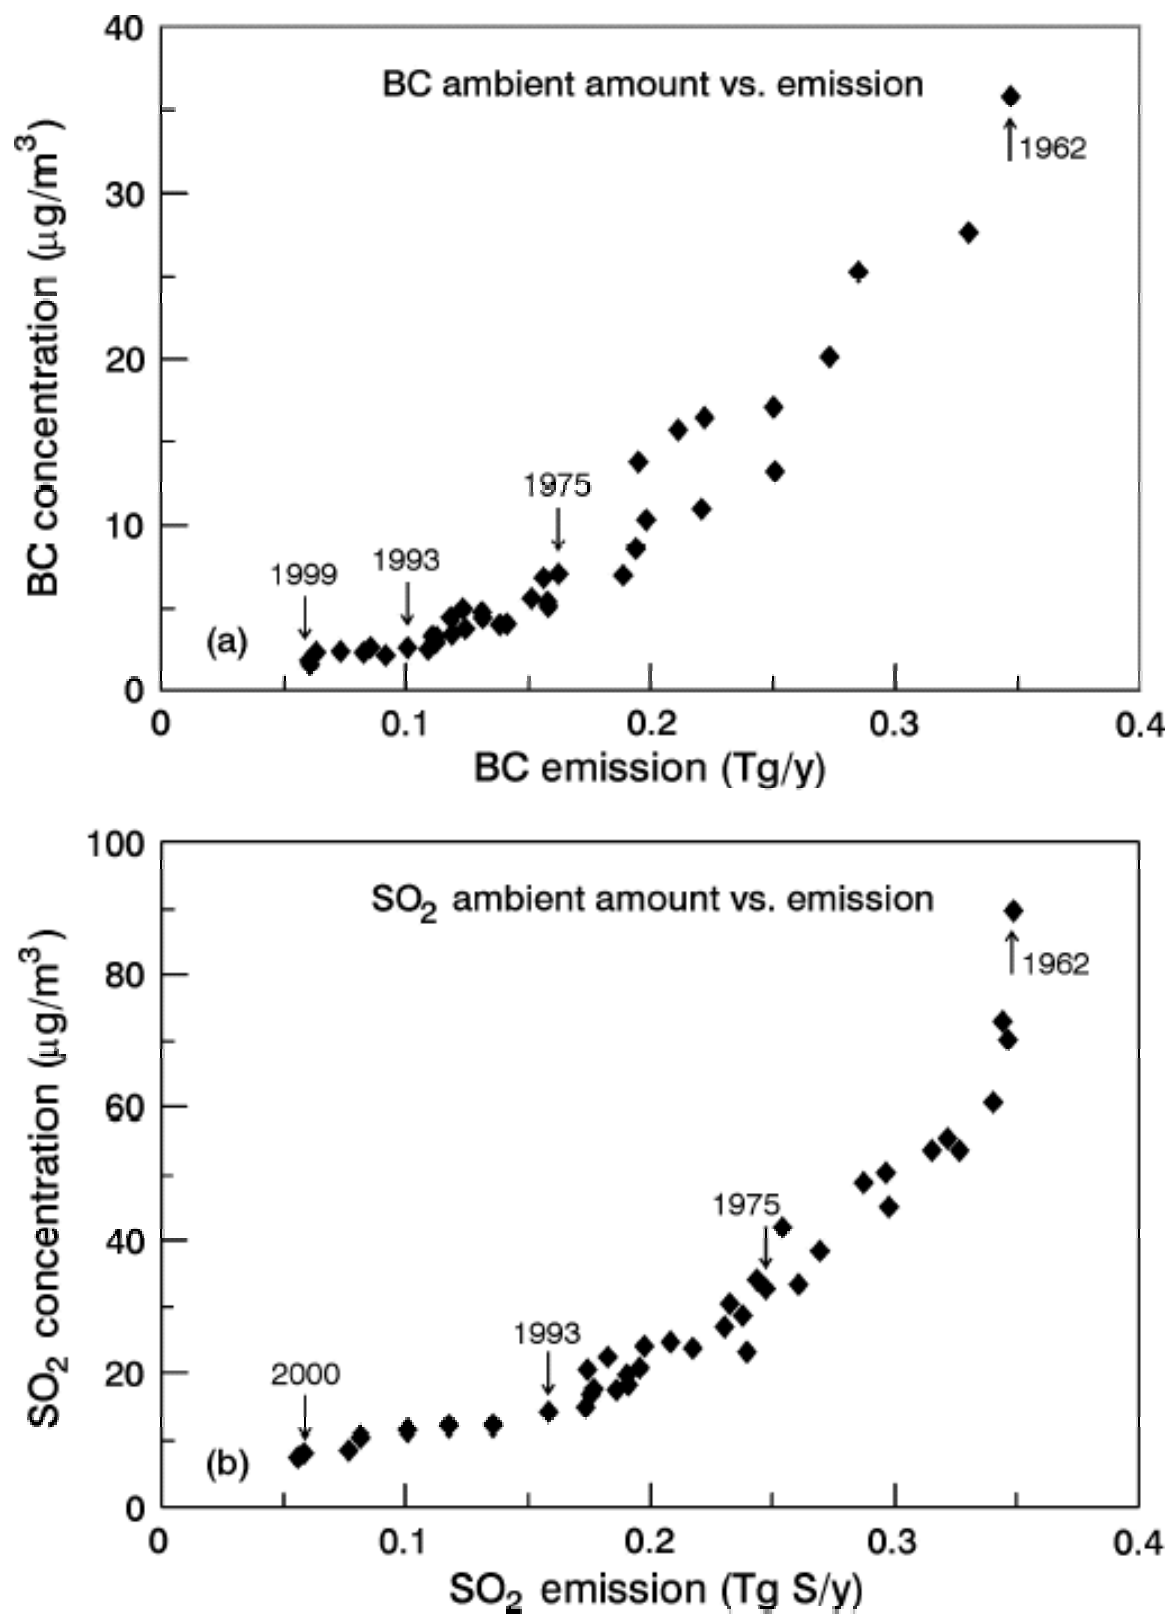 40
BC ambient amount vs. emission
1962
30
BC concentration (μg/m³)
20
1975
10
1993
1999
(a)
0
0 0.1 0.2 0.3 0.4
BC emission (Tg/y)
100
SO₂ ambient amount vs. emission
1962
80
SO₂ concentration (μg/m³)
60
1975
40
1993
2000
20
(b)
0
0 0.1 0.2 0.3 0.4
SO₂ emission (Tg S/y)